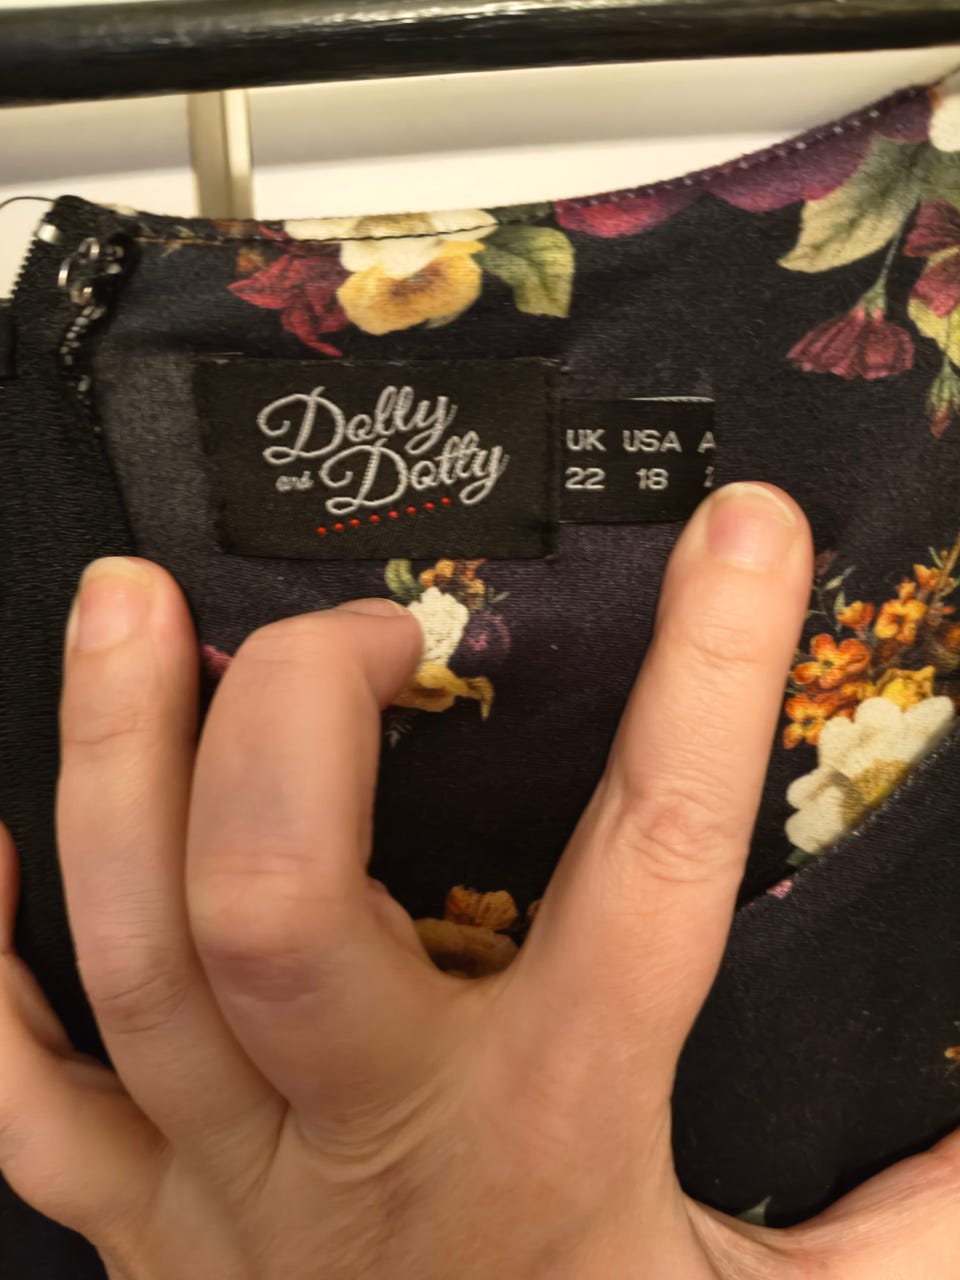 Dolly
and Dotty
UK USA A
22 18